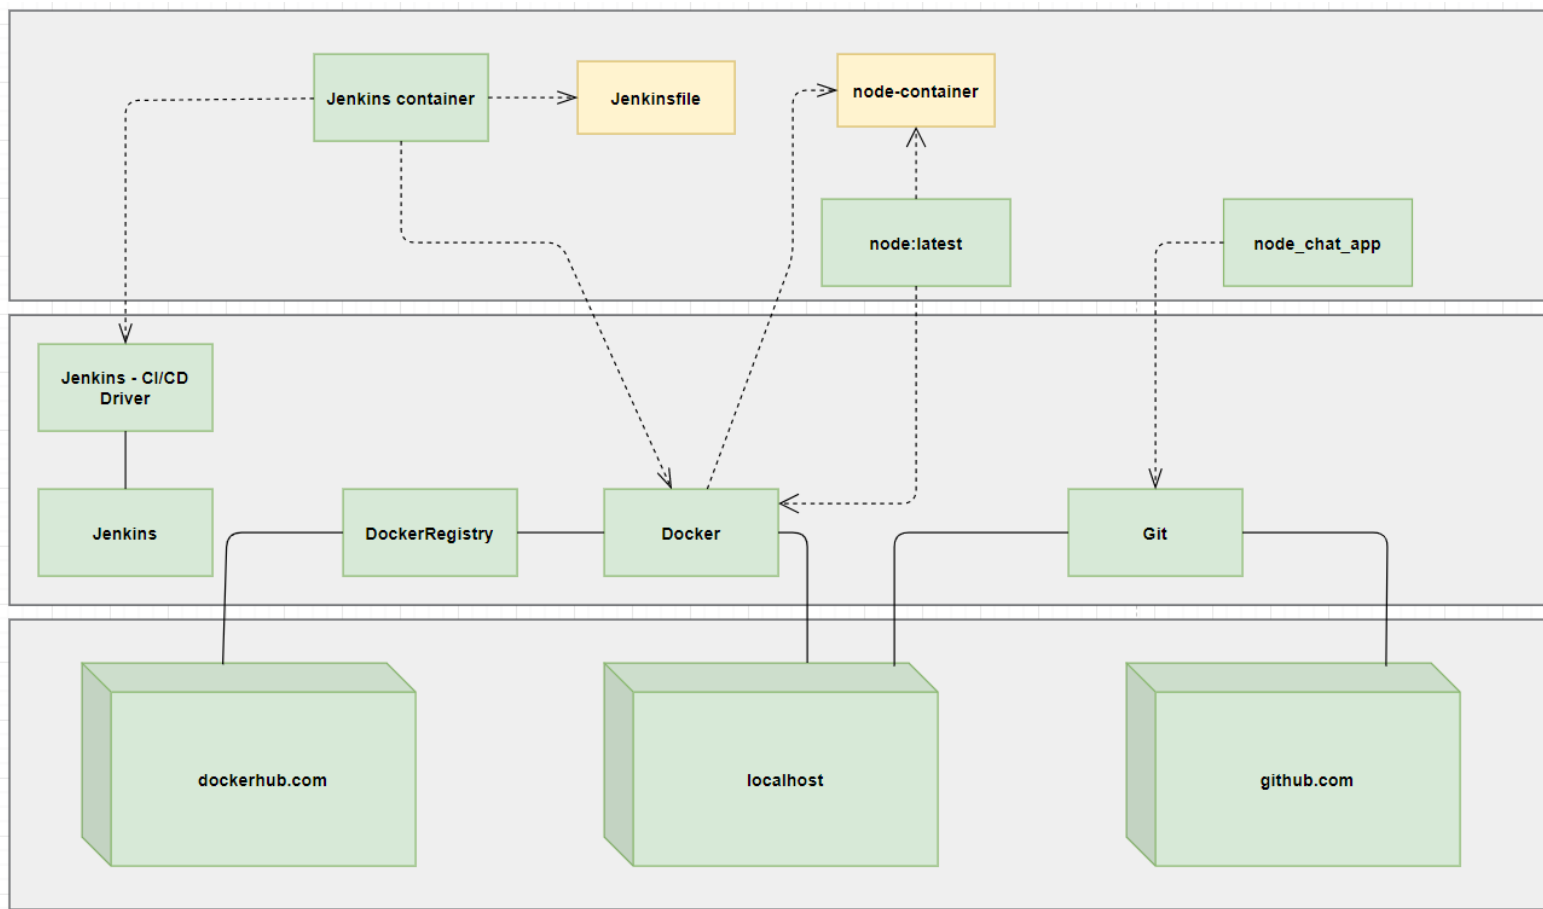 Jenkins container
Jenkinsfile
node-container
node:latest
node_chat_app
Jenkins - CI/CD
Driver
Jenkins
DockerRegistry
Docker
Git
dockerhub.com
localhost
github.com